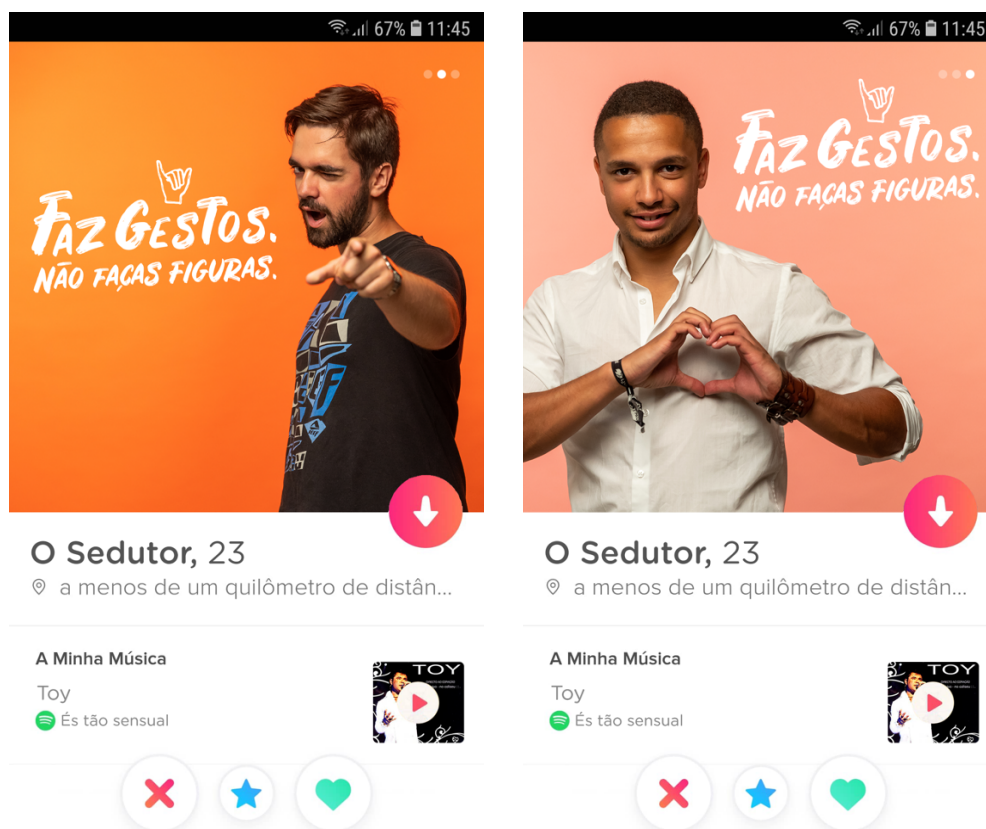 67% 11:45
FAZ GESTOS.
NÃO FAÇAS FIGURAS.
O Sedutor, 23
a menos de um quilômetro de distân...
A Minha Música
Toy
És tão sensual
TOY
67% 11:45
FAZ GESTOS.
NÃO FAÇAS FIGURAS.
O Sedutor, 23
a menos de um quilômetro de distân...
A Minha Música
Toy
És tão sensual
TOY